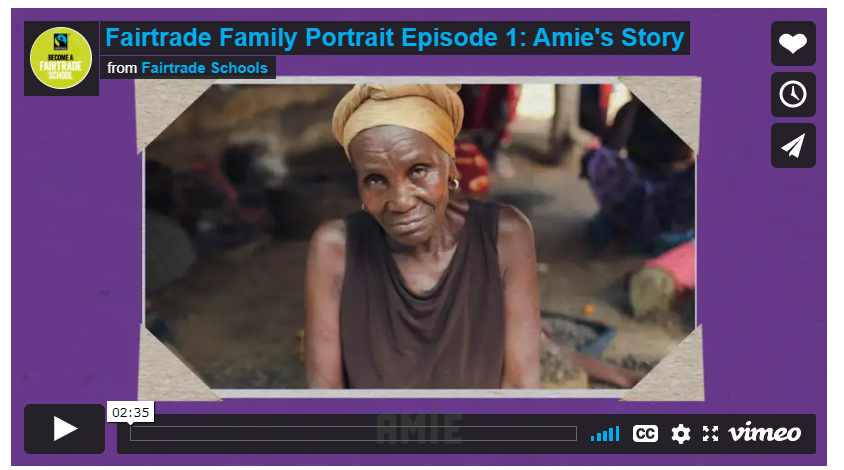 Fairtrade Family Portrait Episode 1: Amie's Story
BECOME A
FAIRTRADE
SCHOOL
from Fairtrade Schools
02:35
AMIE
CC
vimeo